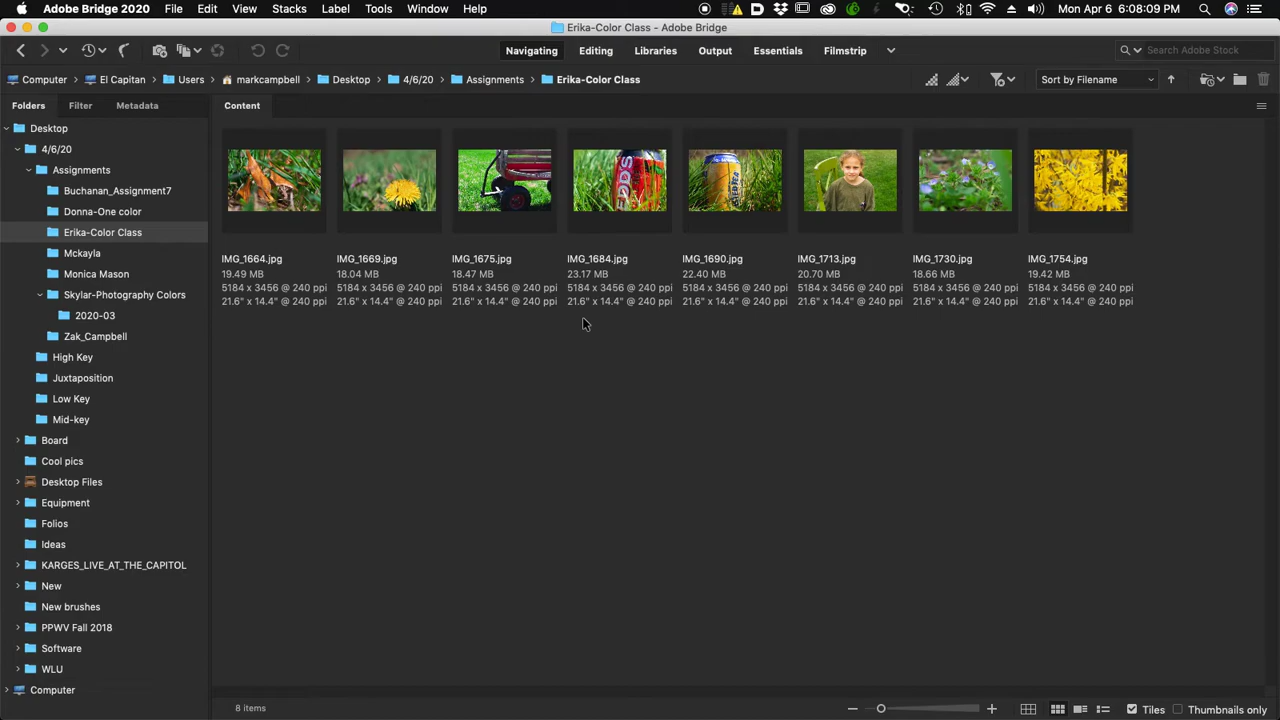 Adobe Bridge 2020 File Edit View Stacks Label Tools Window Help Mon Apr 6 6:08:09 PM
Erika-Color Class - Adobe Bridge
Navigating Editing Libraries Output Essentials Filmstrip Search Adobe Stock
Computer El Capitan Users markcampbell Desktop 4/6/20 Assignments Erika-Color Class Sort by Filename
Folders Filter Metadata Content
Desktop
4/6/20
Assignments
Buchanan_Assignment7
Donna-One color
Erika-Color Class
Mckayla
Monica Mason
Skylar-Photography Colors
2020-03
Zak_Campbell
High Key
Juxtaposition
Low Key
Mid-key
Board
Cool pics
Desktop Files
Equipment
Folios
Ideas
KARGES_LIVE_AT_THE_CAPITOL
New
New brushes
PPWV Fall 2018
Software
WLU
Computer
IMG_1664.jpg IMG_1669.jpg IMG_1675.jpg IMG_1684.jpg IMG_1690.jpg IMG_1713.jpg IMG_1730.jpg IMG_1754.jpg
19.49 MB 18.04 MB 18.47 MB 23.17 MB 22.40 MB 20.70 MB 18.66 MB 19.42 MB
5184 x 3456 @ 240 ppi 5184 x 3456 @ 240 ppi 5184 x 3456 @ 240 ppi 5184 x 3456 @ 240 ppi 5184 x 3456 @ 240 ppi 5184 x 3456 @ 240 ppi 5184 x 3456 @ 240 ppi 5184 x 3456 @ 240 ppi
21.6" x 14.4" @ 240 ppi 21.6" x 14.4" @ 240 ppi 21.6" x 14.4" @ 240 ppi 21.6" x 14.4" @ 240 ppi 21.6" x 14.4" @ 240 ppi 21.6" x 14.4" @ 240 ppi 21.6" x 14.4" @ 240 ppi 21.6" x 14.4" @ 240 ppi
8 items Tiles Thumbnails only